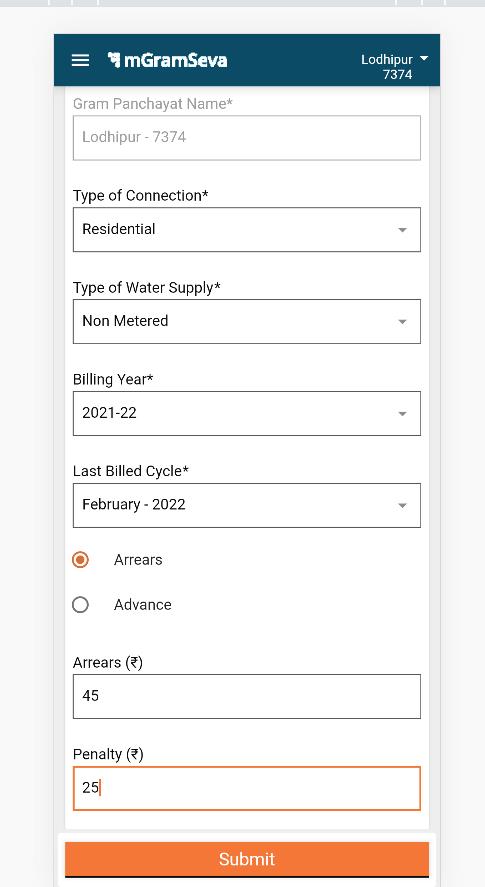 mGramSeva
Lodhipur
7374
Gram Panchayat Name*
Lodhipur - 7374
Type of Connection*
Residential
Type of Water Supply*
Non Metered
Billing Year*
2021-22
Last Billed Cycle*
February - 2022
Arrears
Advance
Arrears (₹)
45
Penalty (₹)
25
Submit